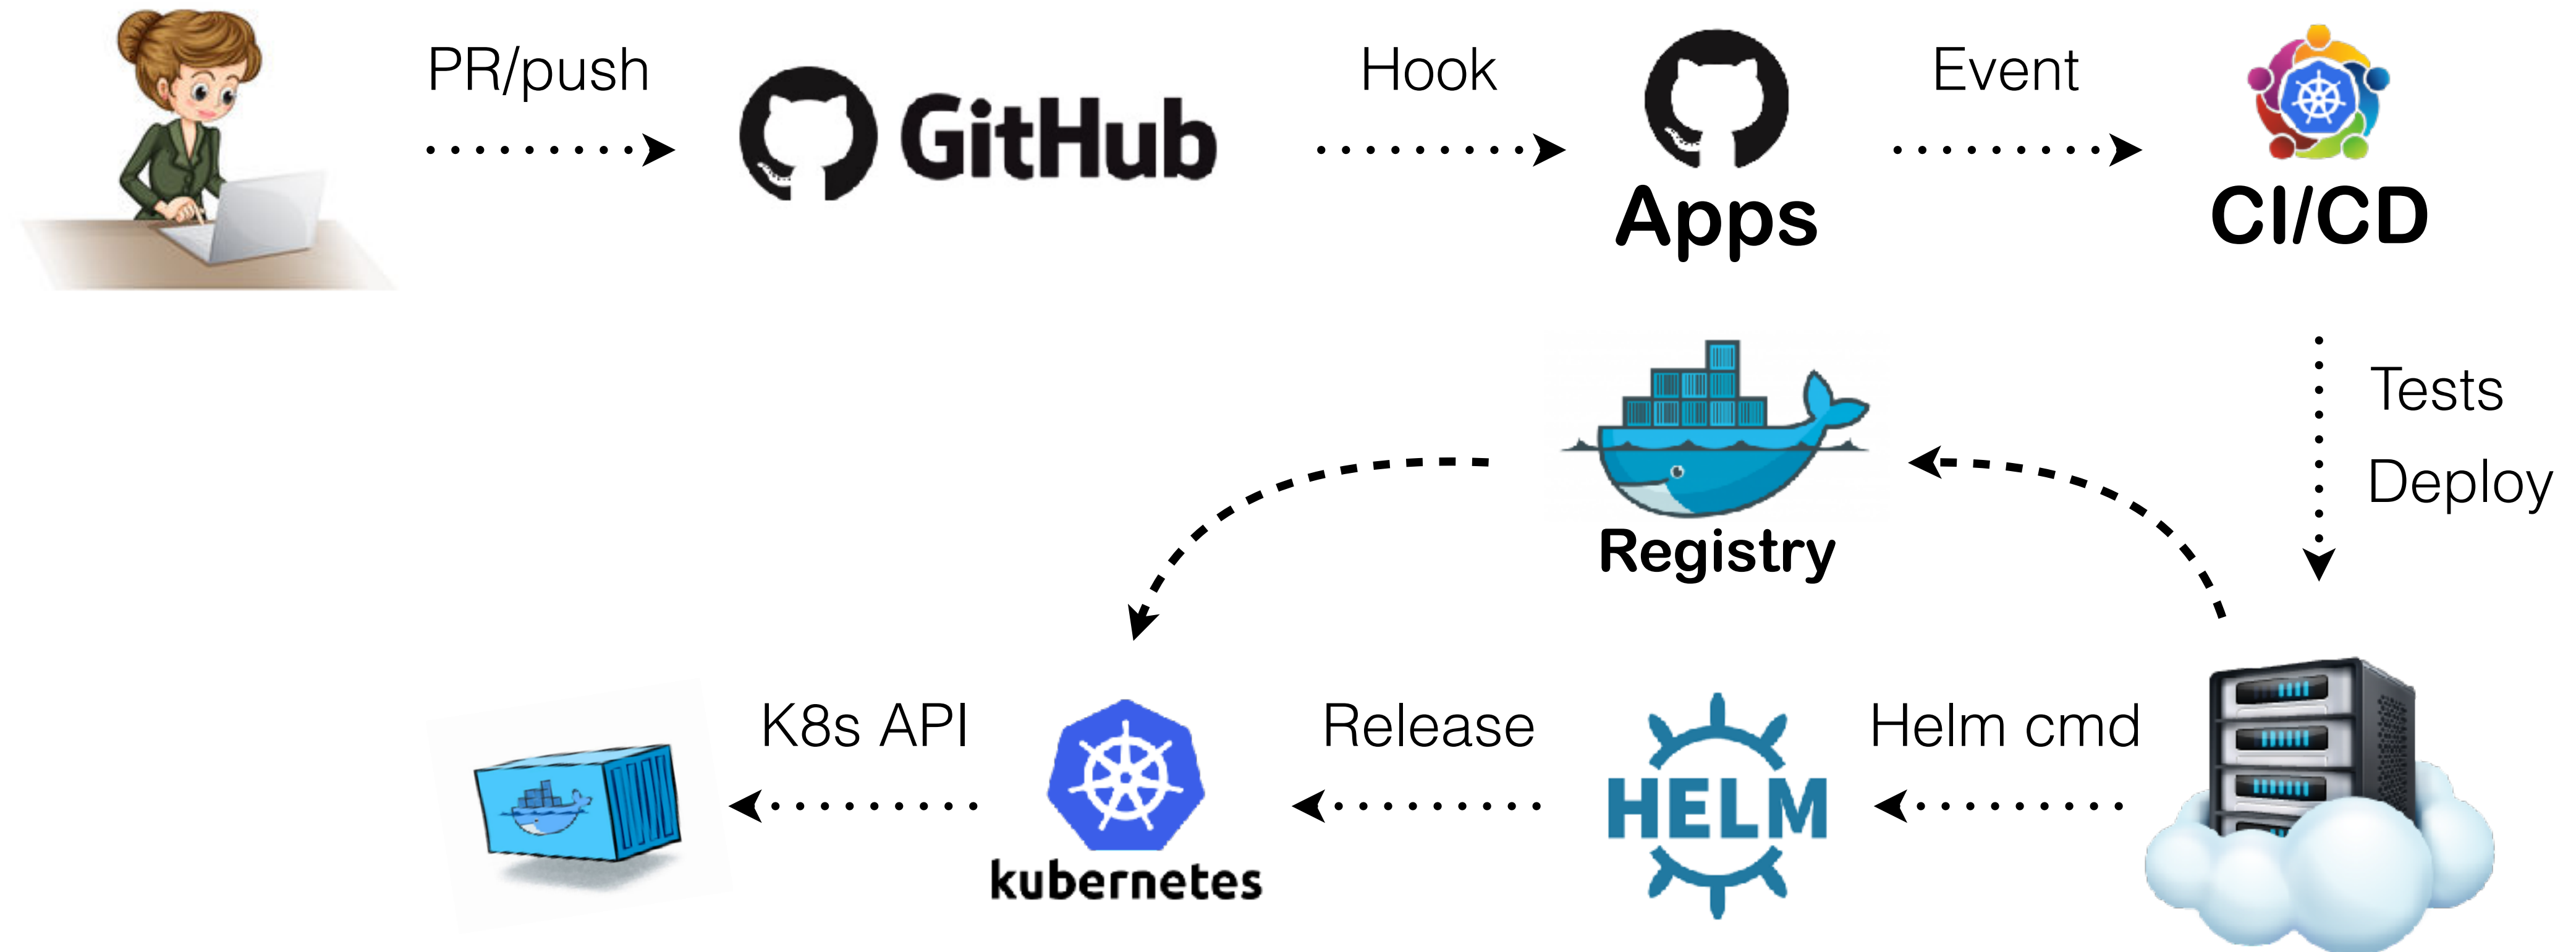 PR/push
Hook
Event
GitHub
Apps
CI/CD
Tests
Deploy
Registry
K8s API
Release
Helm cmd
HELM
kubernetes